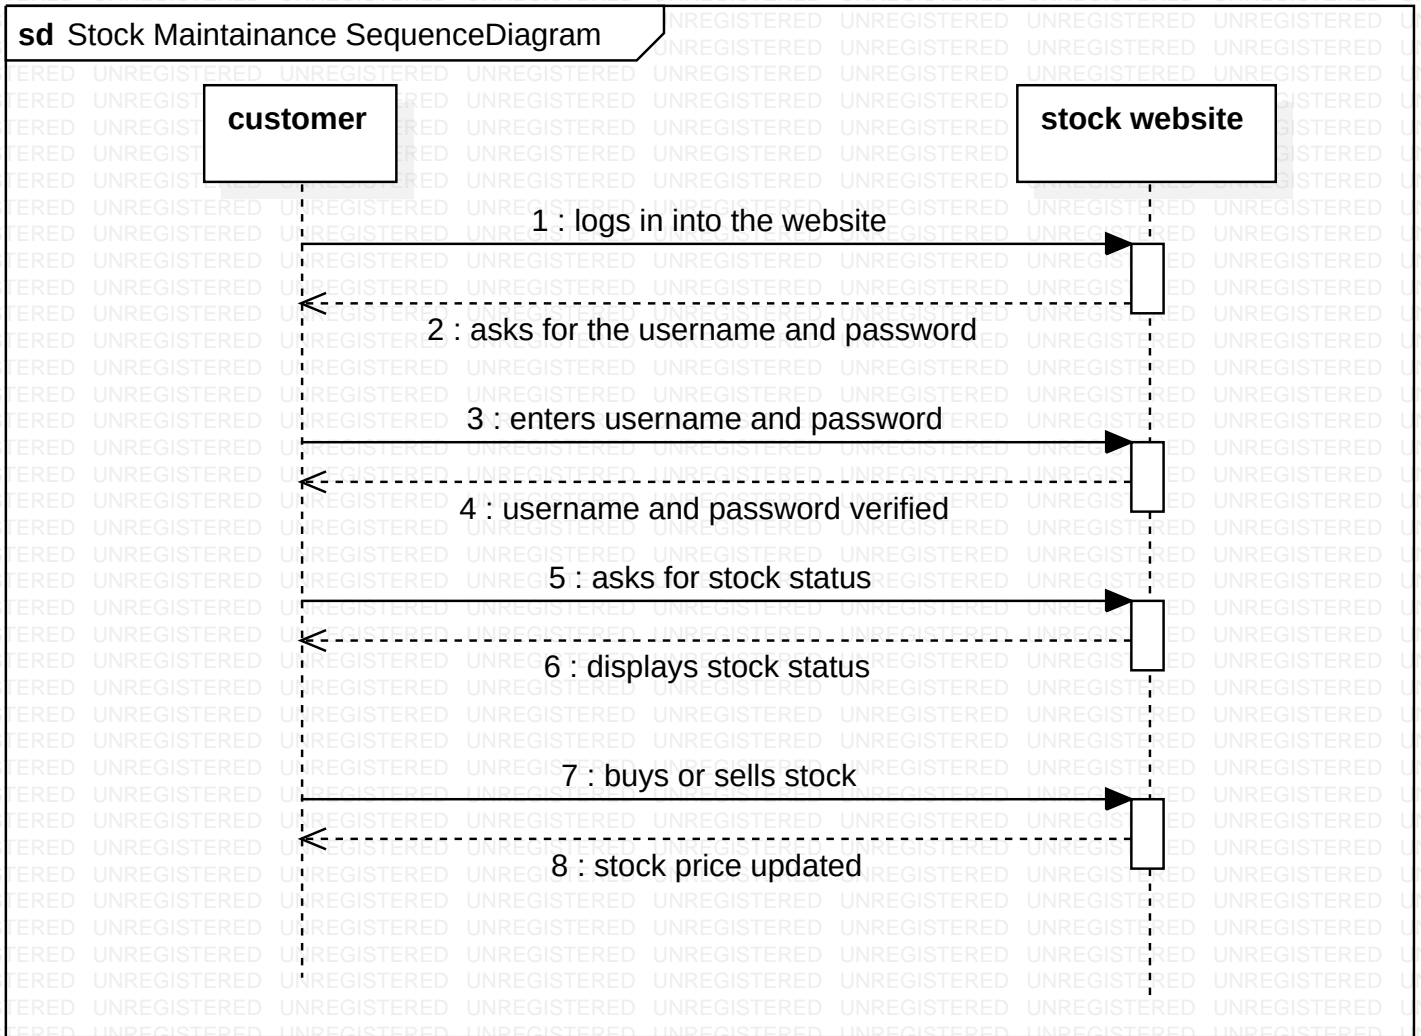 sd Stock Maintainance SequenceDiagram
customer
stock website
1 : logs in into the website
2 : asks for the username and password
3 : enters username and password
4 : username and password verified
5 : asks for stock status
6 : displays stock status
7 : buys or sells stock
8 : stock price updated
UNREGISTERED